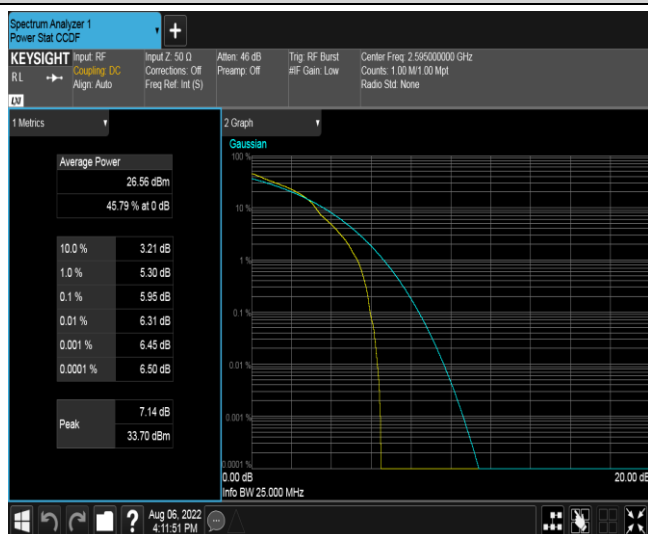 Spectrum Analyzer 1
Power Stat CCDF
+
KEYSIGHT
RL
LXI
Input: RF
Coupling: DC
Align: Auto
Input Z: 50 Ω
Corrections: Off
Freq Ref: Int (S)
Atten: 46 dB
Preamp: Off
Trig: RF Burst
#IF Gain: Low
Center Freq: 2.595000000 GHz
Counts: 1.00 M/1.00 Mpt
Radio Std: None
1 Metrics
Average Power
26.56 dBm
45.79 % at 0 dB
10.0 % 3.21 dB
1.0 % 5.30 dB
0.1 % 5.95 dB
0.01 % 6.31 dB
0.001 % 6.45 dB
0.0001 % 6.50 dB
Peak
7.14 dB
33.70 dBm
2 Graph
Gaussian
100 %
10 %
1 %
0.1 %
0.01 %
0.001 %
0.0001 %
0.00 dB
20.00 dB
Info BW 25.000 MHz
?
Aug 06, 2022
4:11:51 PM